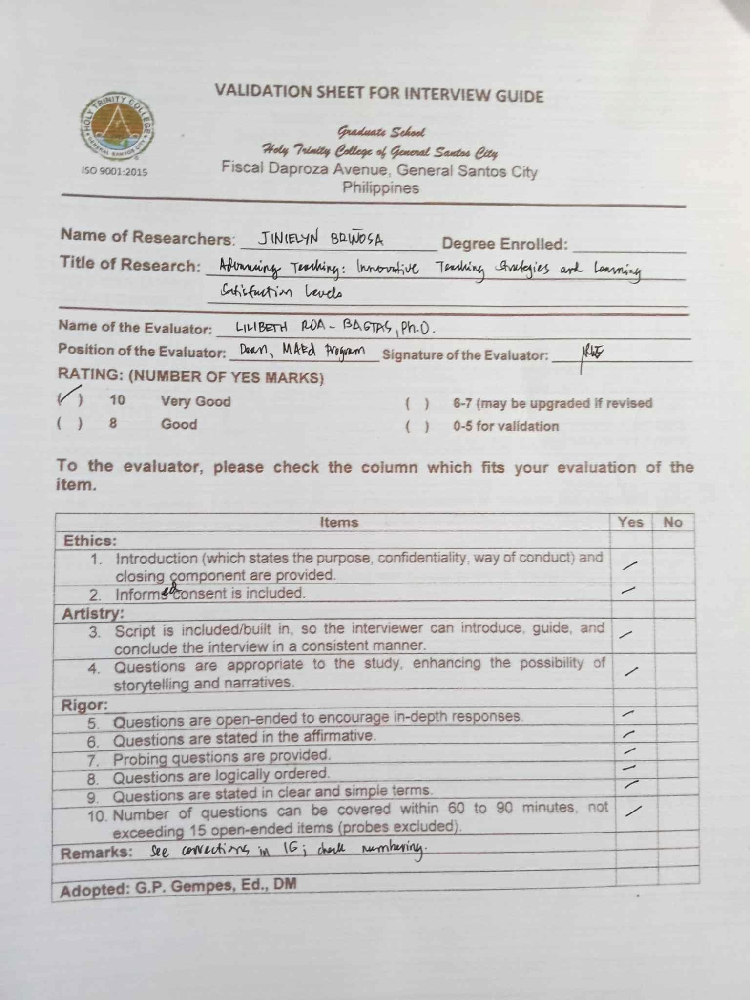 VALIDATION SHEET FOR INTERVIEW GUIDE
HOLY TRINITY COLLEGE
GENERAL SANTOS CITY
ISO 9001:2015
Graduate School
Holy Trinity College of General Santos City
Fiscal Daproza Avenue, General Santos City
Philippines
Name of Researchers: JINIELYN BRIÑOSA Degree Enrolled:
Title of Research: Advancing Teaching: Innovative Teaching Strategies and Learning
Satisfaction Levels
Name of the Evaluator: LILIBETH ROA - BAGTAS, Ph.D.
Position of the Evaluator: Dean, MAEd Program Signature of the Evaluator:
RATING: (NUMBER OF YES MARKS)
(/) 10 Very Good ( ) 6-7 (may be upgraded if revised
( ) 8 Good ( ) 0-5 for validation
To the evaluator, please check the column which fits your evaluation of the
item.
Items Yes No
Ethics:
1. Introduction (which states the purpose, confidentiality, way of conduct) and /
closing component are provided.
2. Informed consent is included. /
Artistry:
3. Script is included/built in, so the interviewer can introduce, guide, and /
conclude the interview in a consistent manner.
4. Questions are appropriate to the study, enhancing the possibility of /
storytelling and narratives.
Rigor:
5. Questions are open-ended to encourage in-depth responses. /
6. Questions are stated in the affirmative. /
7. Probing questions are provided. /
8. Questions are logically ordered. /
9. Questions are stated in clear and simple terms. /
10. Number of questions can be covered within 60 to 90 minutes, not /
exceeding 15 open-ended items (probes excluded).
Remarks: See corrections in IG; check numbering.
Adopted: G.P. Gempes, Ed., DM